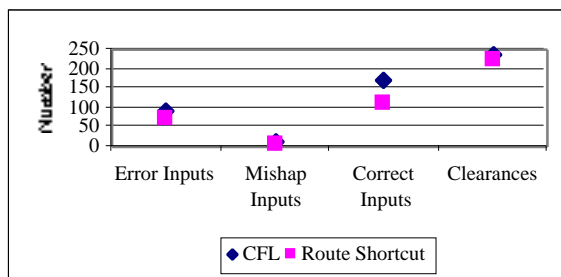 Number
250
200
150
100
50
0
Error Inputs
Mishap
Inputs
Correct
Inputs
Clearances
CFL
Route Shortcut